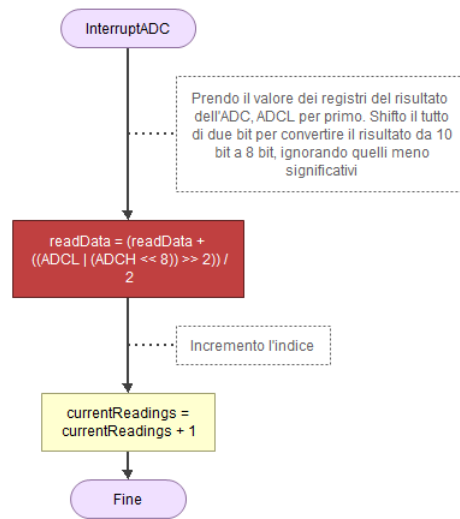 InterruptADC
Prendo il valore dei registri del risultato
dell'ADC, ADCL per primo. Shifto il tutto
di due bit per convertire il risultato da 10
bit a 8 bit, ignorando quelli meno
significativi
readData = (readData +
((ADCL | (ADCH << 8)) >> 2)) /
2
Incremento l'indice
currentReadings =
currentReadings + 1
Fine